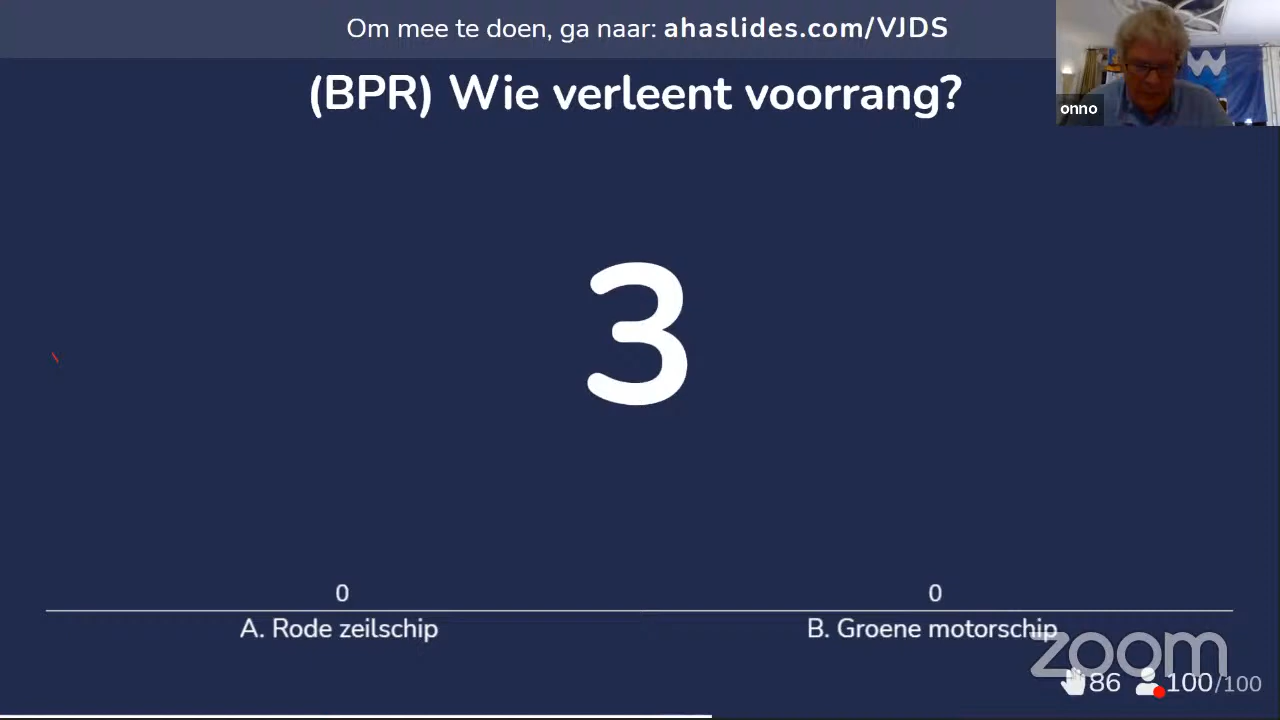 Om mee te doen, ga naar: ahaslides.com/VJDS
(BPR) Wie verleent voorrang?
onno
3
0
0
A. Rode zeilschip
B. Groene motorschip
zoom
86
100/100